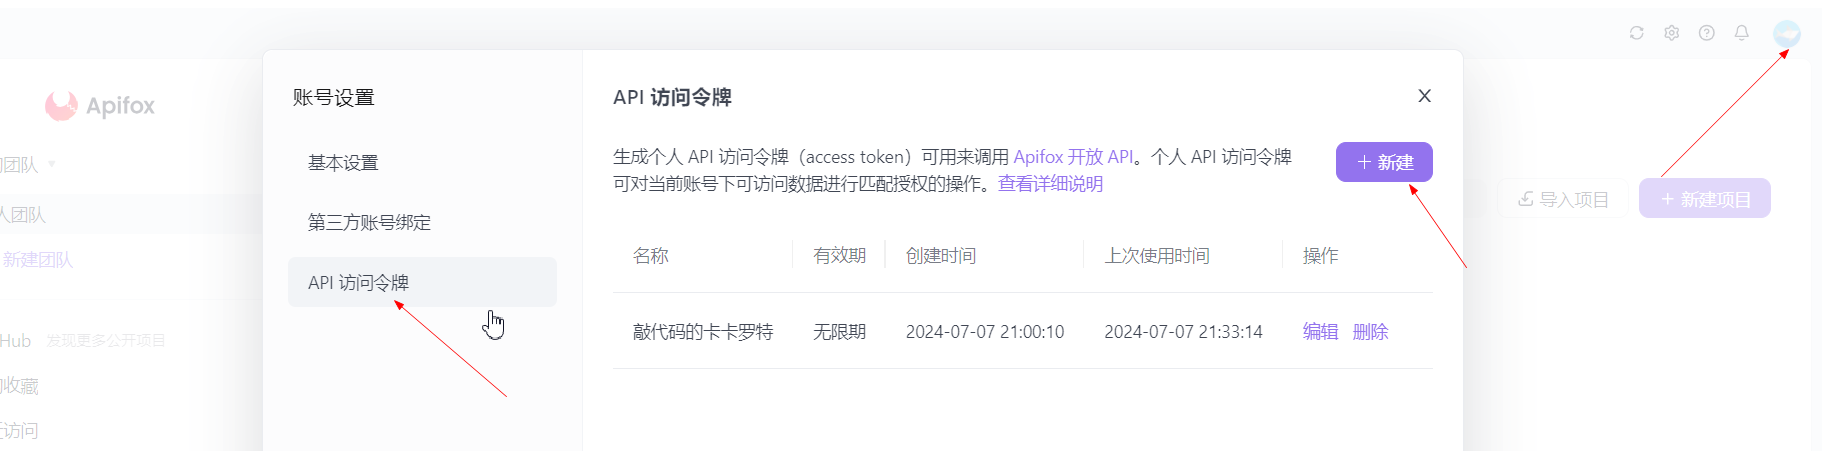 账号设置
API 访问令牌
Apifox
基本设置
生成个人 API 访问令牌（access token）可用来调用 Apifox 开放 API。个人 API 访问令牌
可对当前账号下可访问数据进行匹配授权的操作。查看详细说明
+ 新建
团队
人团队
新建团队
第三方账号绑定
API 访问令牌
导入项目
+ 新建项目
名称 有效期 创建时间 上次使用时间 操作
敲代码的卡卡罗特 无限期 2024-07-07 21:00:10 2024-07-07 21:33:14 编辑 删除
Hub 发现更多公开项目
收藏
访问